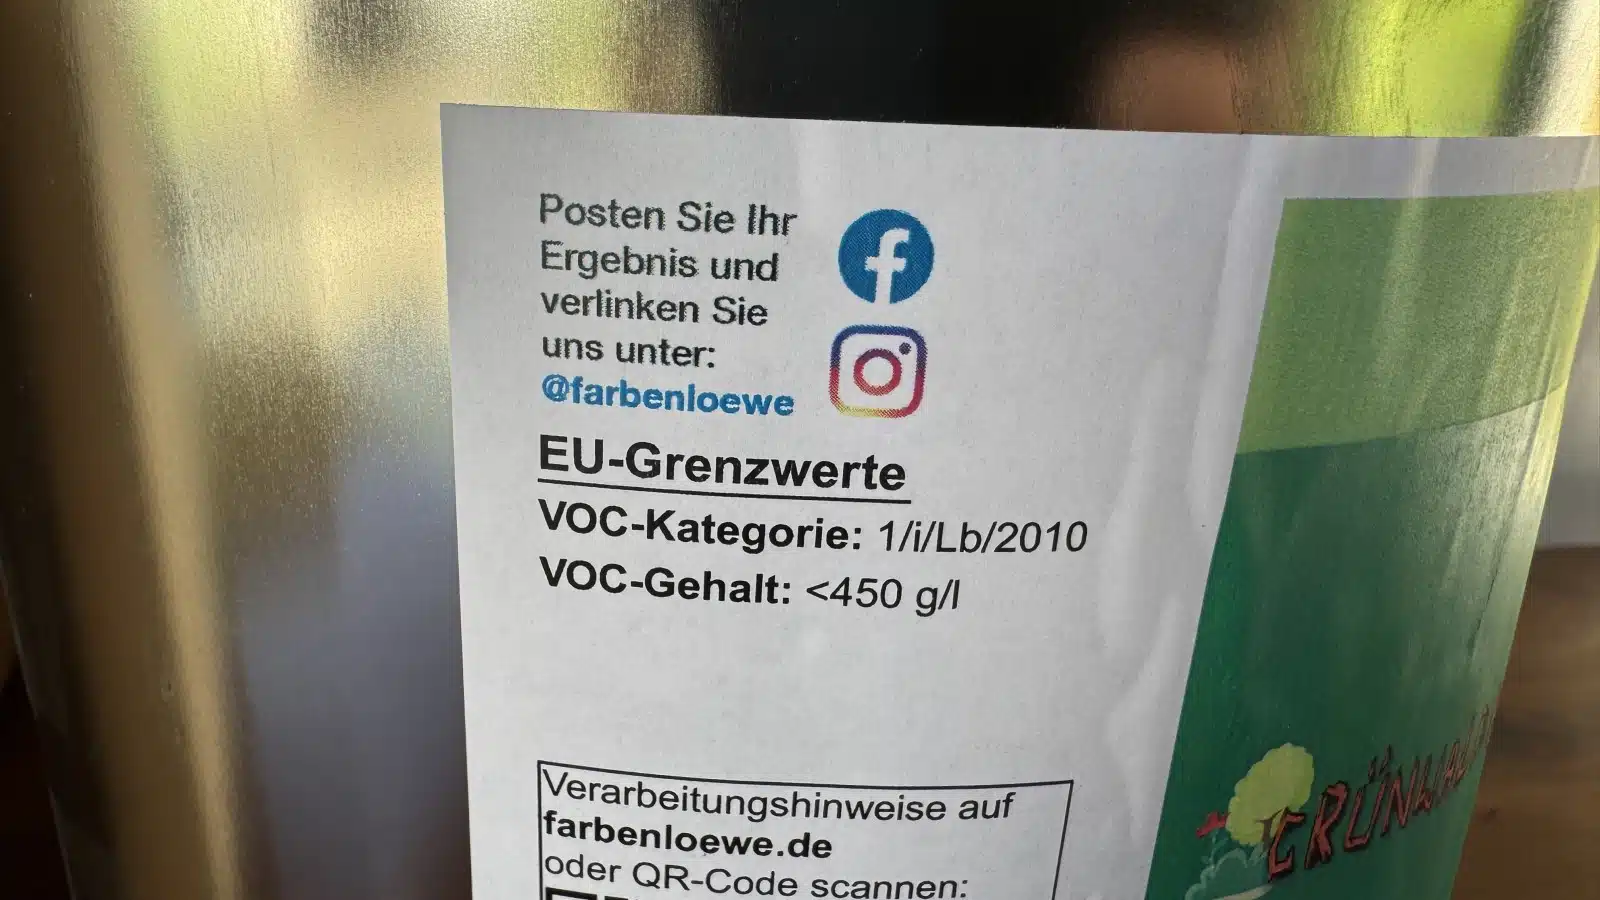 Posten Sie Ihr
Ergebnis und
verlinken Sie
uns unter:
@farbenloewe
EU-Grenzwerte
VOC-Kategorie: 1/i/Lb/2010
VOC-Gehalt: <450 g/l
Verarbeitungshinweise auf
farbenloewe.de
oder QR-Code scannen: